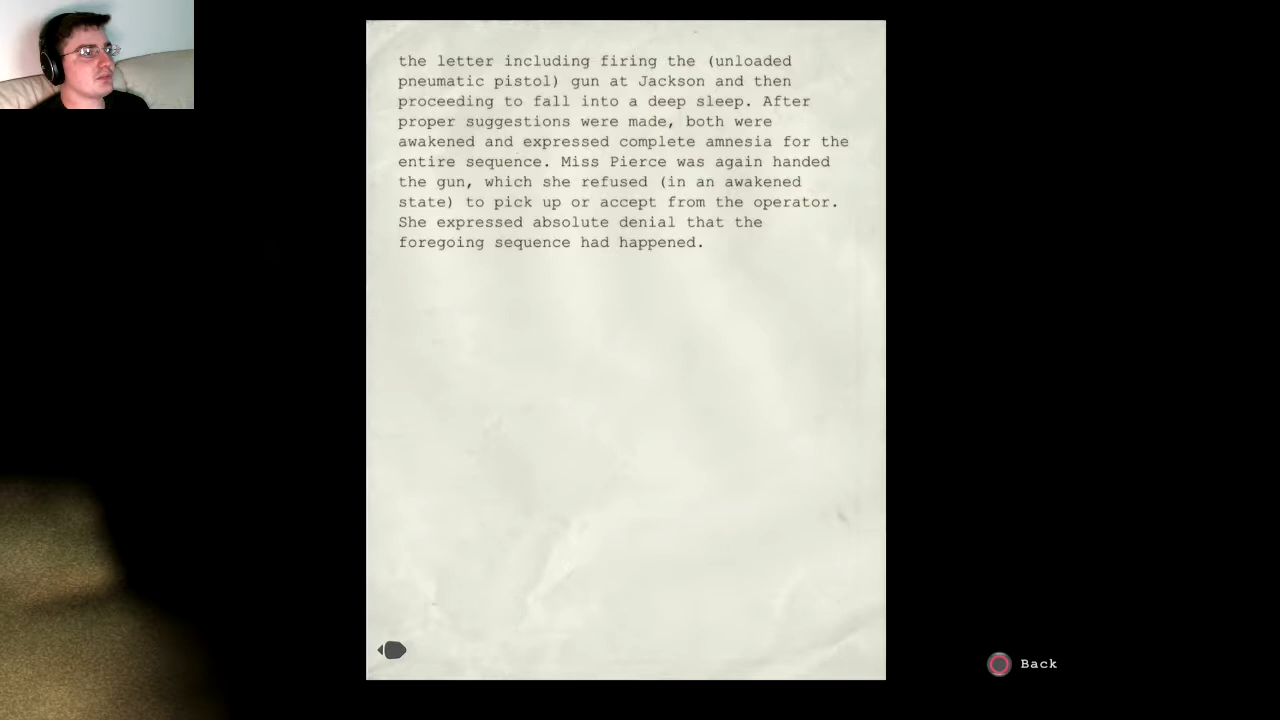 the letter including firing the (unloaded
pneumatic pistol) gun at Jackson and then
proceeding to fall into a deep sleep. After
proper suggestions were made, both were
awakened and expressed complete amnesia for the
entire sequence. Miss Pierce was again handed
the gun, which she refused (in an awakened
state) to pick up or accept from the operator.
She expressed absolute denial that the
foregoing sequence had happened.
Back